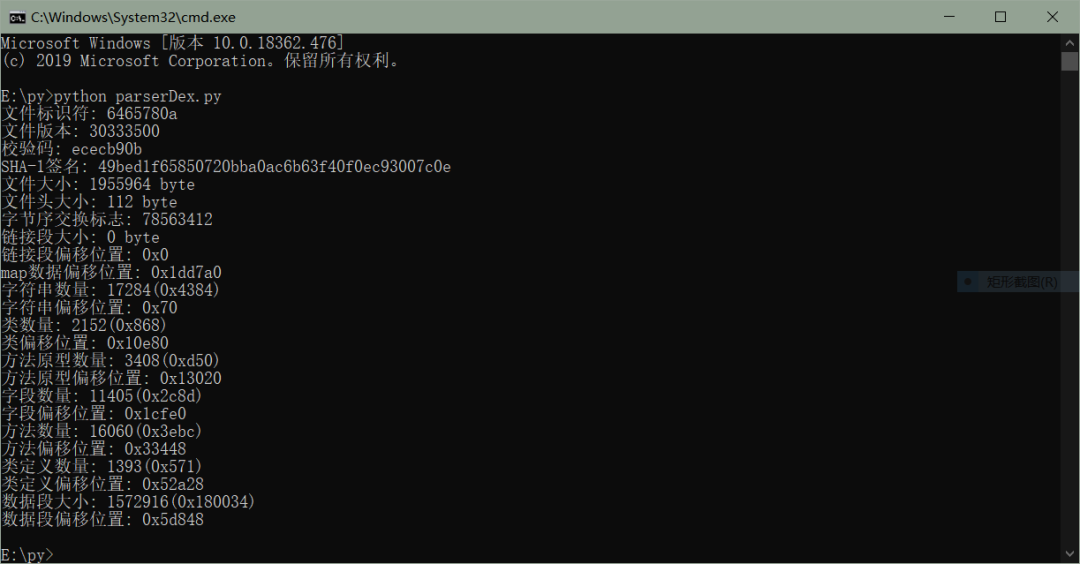 C:\Windows\System32\cmd.exe
Microsoft Windows [版本 10.0.18362.476]
(c) 2019 Microsoft Corporation。保留所有权利。
E:\py>python parserDex.py
文件标识符: 6465780a
文件版本: 30333500
校验码: ececb90b
SHA-1签名: 49bed1f65850720bba0ac6b63f40f0ec93007c0e
文件大小: 1955964 byte
文件头大小: 112 byte
字节序交换标志: 78563412
链接段大小: 0 byte
链接段偏移位置: 0x0
map数据偏移位置: 0x1dd7a0
字符串数量: 17284(0x4384)
字符串偏移位置: 0x70
类数量: 2152(0x868)
类偏移位置: 0x10e80
方法原型数量: 3408(0xd50)
方法原型偏移位置: 0x13020
字段数量: 11405(0x2c8d)
字段偏移位置: 0x1cfe0
方法数量: 16060(0x3ebc)
方法偏移位置: 0x33448
类定义数量: 1393(0x571)
类定义偏移位置: 0x52a28
数据段大小: 1572916(0x180034)
数据段偏移位置: 0x5d848
E:\py>
矩形截图(R)